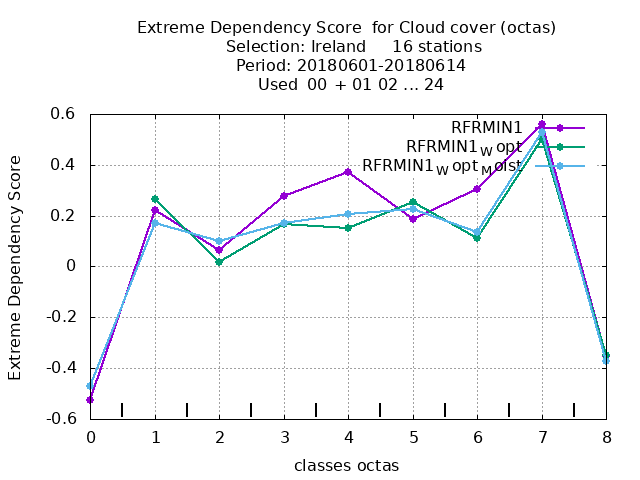 Extreme Dependency Score for Cloud cover (octas)
Selection: Ireland 16 stations
Period: 20180601-20180614
Used 00 + 01 02 ... 24
RFRMIN1
RFRMIN1W opt
RFRMIN1W optM oist
Extreme Dependency Score
0.6
0.4
0.2
0
-0.2
-0.4
-0.6
0 1 2 3 4 5 6 7 8
classes octas